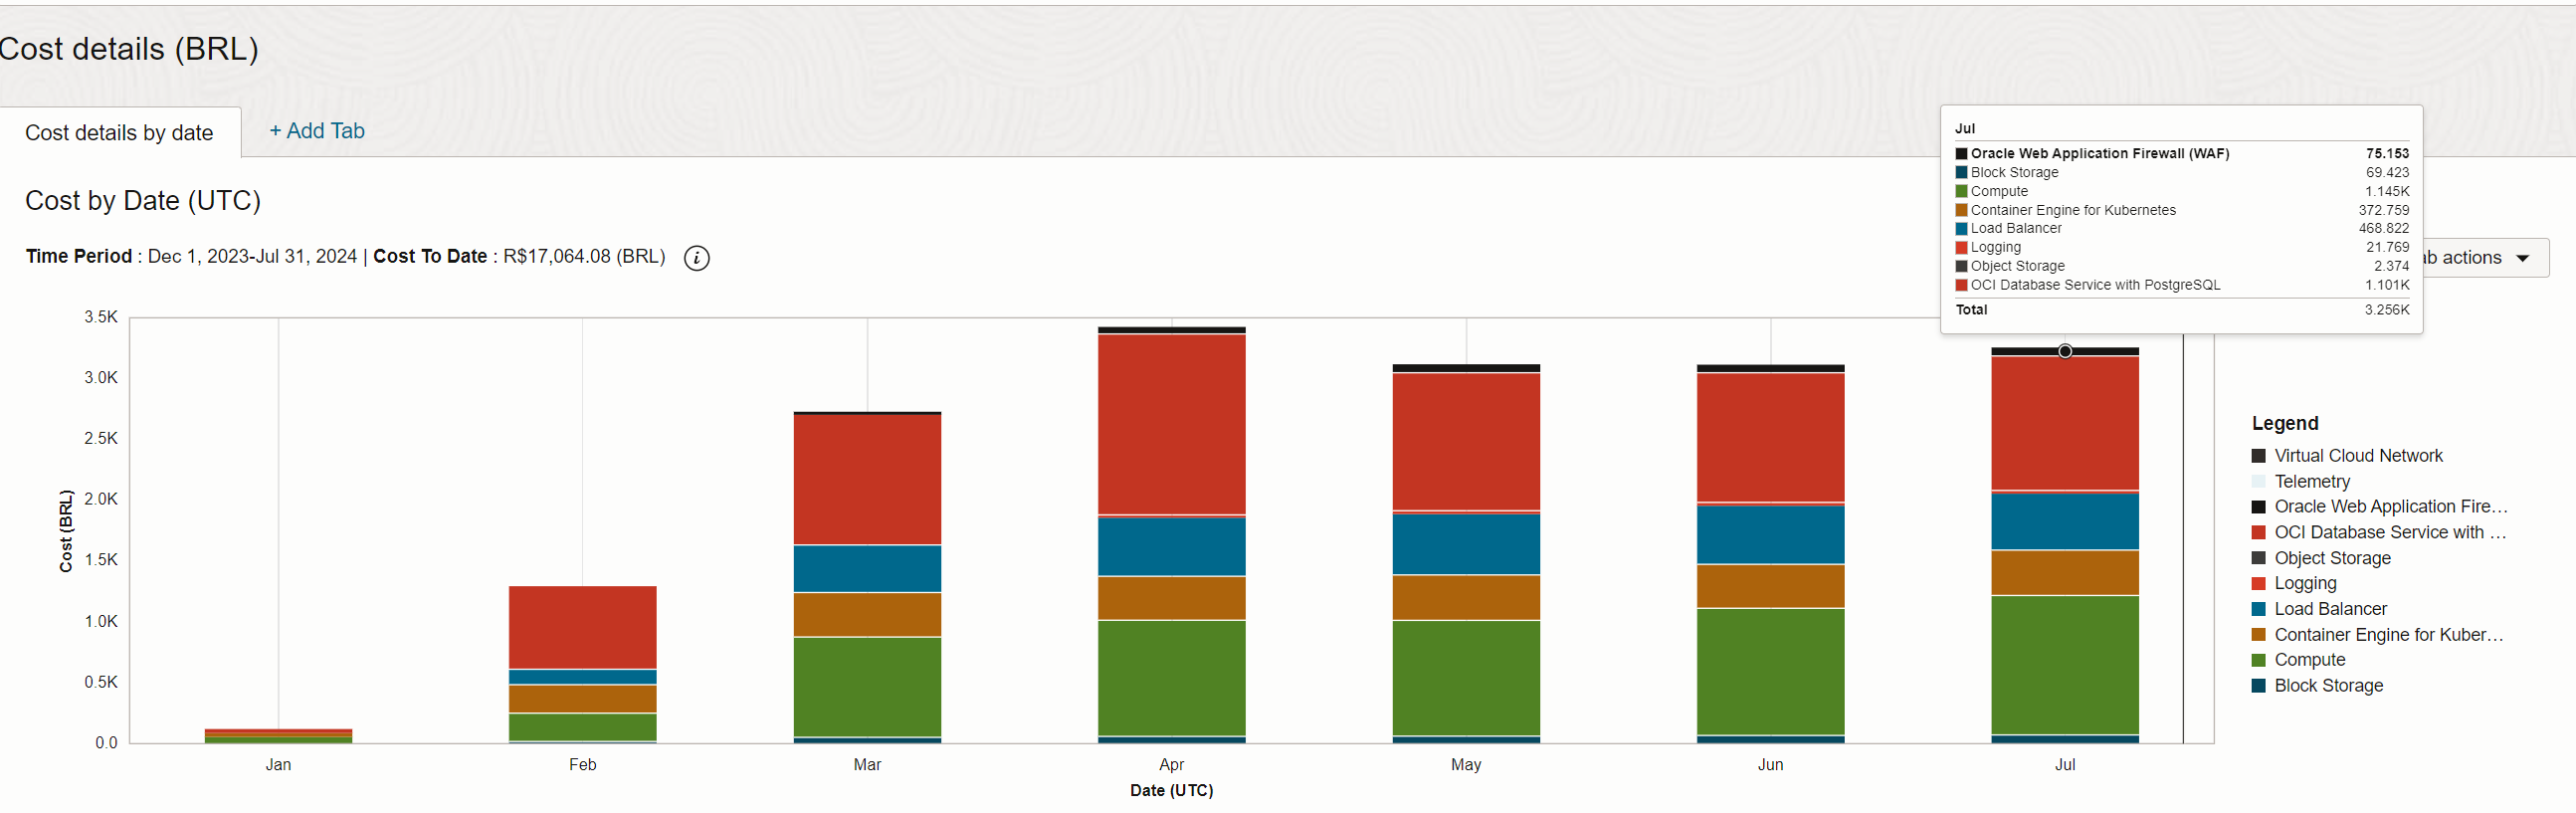 Cost details (BRL)
Cost details by date
+ Add Tab
Cost by Date (UTC)
Time Period : Dec 1, 2023-Jul 31, 2024 | Cost To Date : R$17,064.08 (BRL) i
ab actions
Jul
Oracle Web Application Firewall (WAF) 75.153
Block Storage 69.423
Compute 1.145K
Container Engine for Kubernetes 372.759
Load Balancer 468.822
Logging 21.769
Object Storage 2.374
OCI Database Service with PostgreSQL 1.101K
Total 3.256K
Cost (BRL)
3.5K
3.0K
2.5K
2.0K
1.5K
1.0K
0.5K
0.0
Jan Feb Mar Apr May Jun Jul
Date (UTC)
Legend
Virtual Cloud Network
Telemetry
Oracle Web Application Fire…
OCI Database Service with …
Object Storage
Logging
Load Balancer
Container Engine for Kuber…
Compute
Block Storage